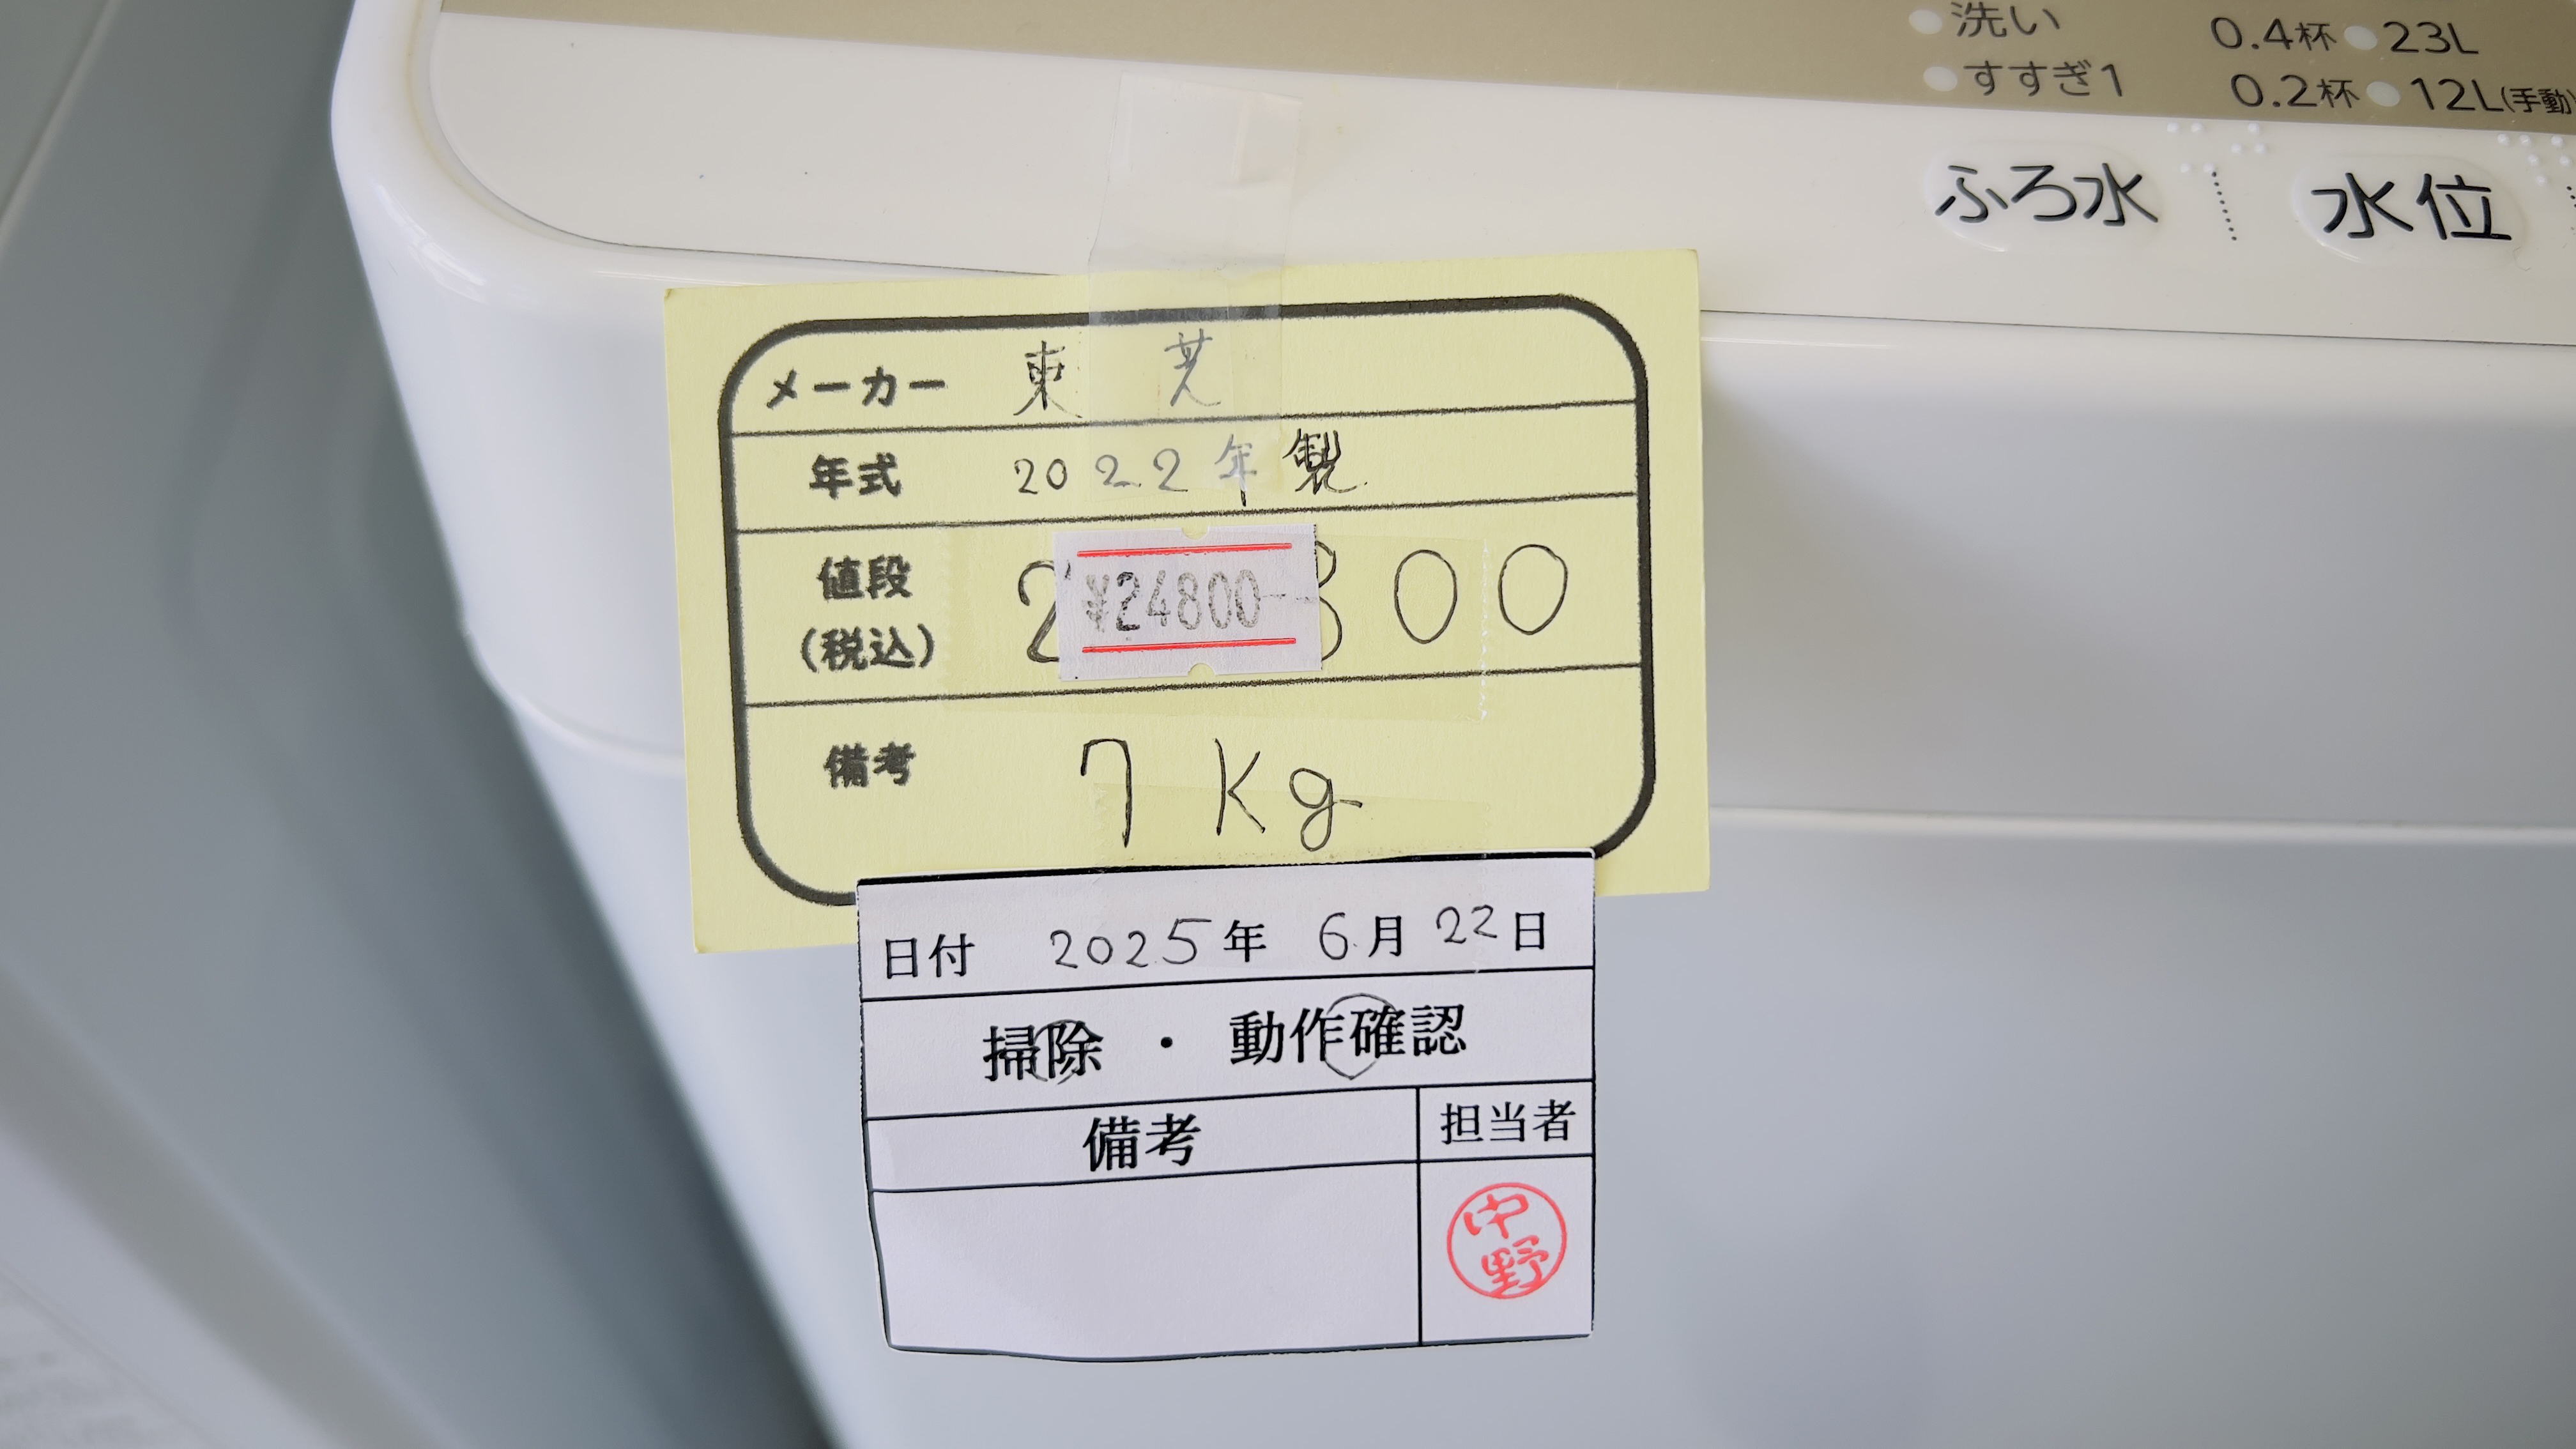 洗い 0.4杯 23L
すすぎ1 0.2杯 12L(手動)
ふろ水 水位
メーカー 東芝
年式 2022年製
値段 ¥24800
(税込)
備考 7Kg
日付 2025年 6月 22日
掃除 ・ 動作確認
備考 担当者
中野